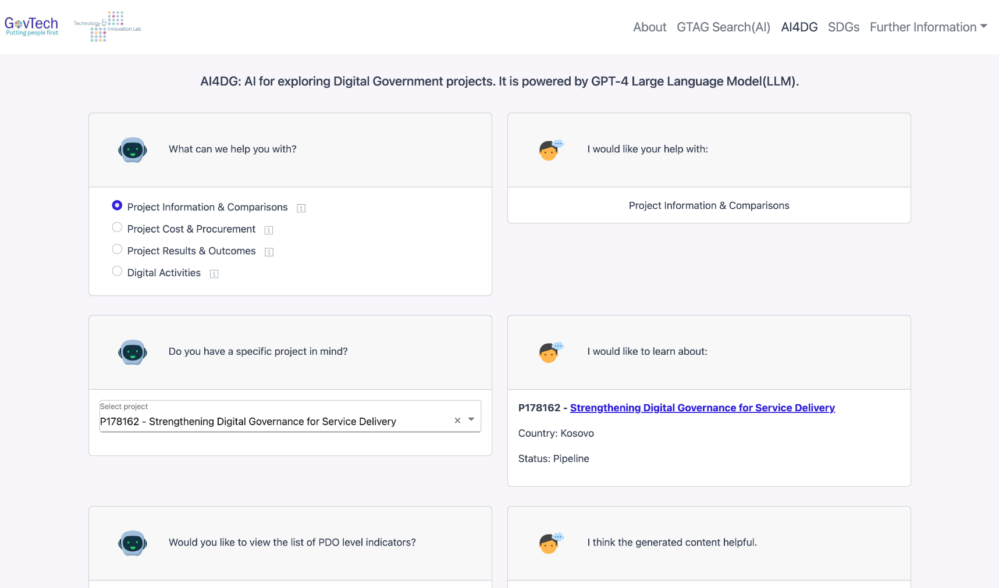 GovTech
Putting people first
Technology &
Innovation Lab
About GTAG Search(AI) AI4DG SDGs Further Information
AI4DG: AI for exploring Digital Government projects. It is powered by GPT-4 Large Language Model(LLM).
What can we help you with?
Project Information & Comparisons i
Project Cost & Procurement i
Project Results & Outcomes i
Digital Activities i
I would like your help with:
Project Information & Comparisons
Do you have a specific project in mind?
Select project
P178162 - Strengthening Digital Governance for Service Delivery ×
I would like to learn about:
P178162 - Strengthening Digital Governance for Service Delivery
Country: Kosovo
Status: Pipeline
Would you like to view the list of PDO level indicators?
I think the generated content helpful.